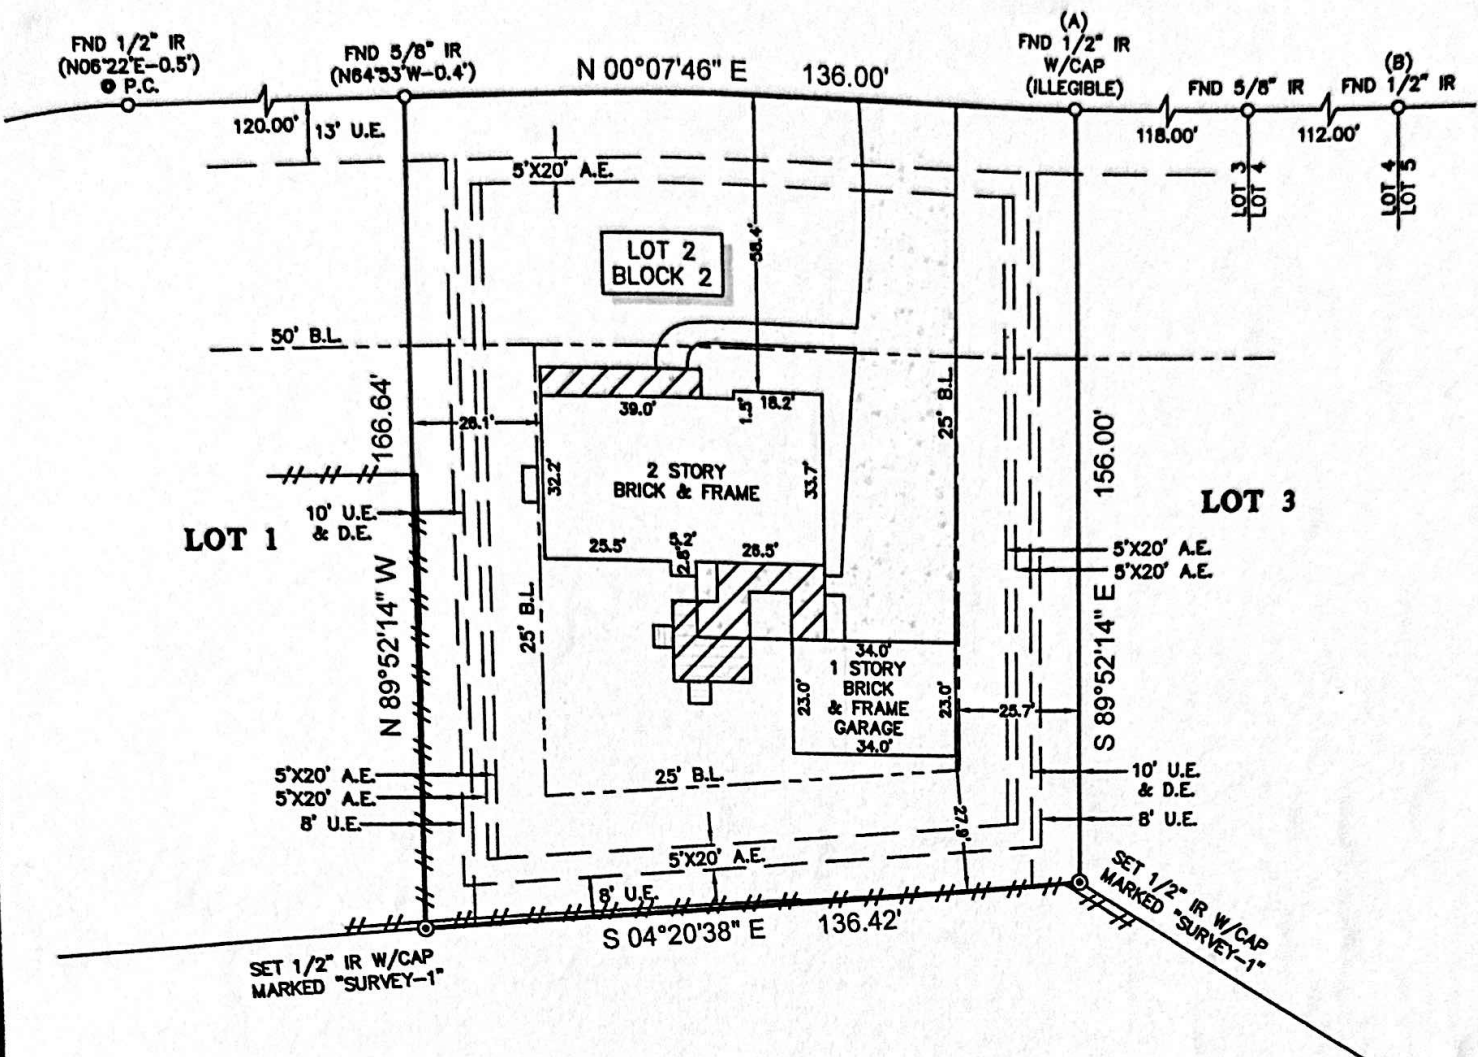 FND 1/2" IR
(N06°22'E-0.5')
P.C.
FND 5/8" IR
(N64°53'W-0.4')
N 00°07'46" E 136.00'
(A)
FND 1/2" IR
W/CAP
(ILLEGIBLE)
FND 5/8" IR
(B)
FND 1/2" IR
120.00'
13' U.E.
118.00'
112.00'
5'X20' A.E.
LOT 3
LOT 4
LOT 4
LOT 5
LOT 2
BLOCK 2
58.4'
50' B.L.
166.64'
26.1'
39.0'
1.5'
18.2'
25' B.L.
156.00'
32.2'
2 STORY
BRICK & FRAME
33.7'
LOT 1
10' U.E.
& D.E.
LOT 3
25.5'
5.2'
2.8'
26.5'
5'X20' A.E.
5'X20' A.E.
N 89°52'14" W
25' B.L.
34.0'
1 STORY
BRICK
& FRAME
GARAGE
34.0'
23.0'
23.0'
25.7'
S 89°52'14" E
5'X20' A.E.
5'X20' A.E.
8' U.E.
25' B.L.
10' U.E.
& D.E.
8' U.E.
27.9'
5'X20' A.E.
8' U.E.
S 04°20'38" E 136.42'
SET 1/2" IR W/CAP
MARKED "SURVEY-1"
SET 1/2" IR W/CAP
MARKED "SURVEY-1"